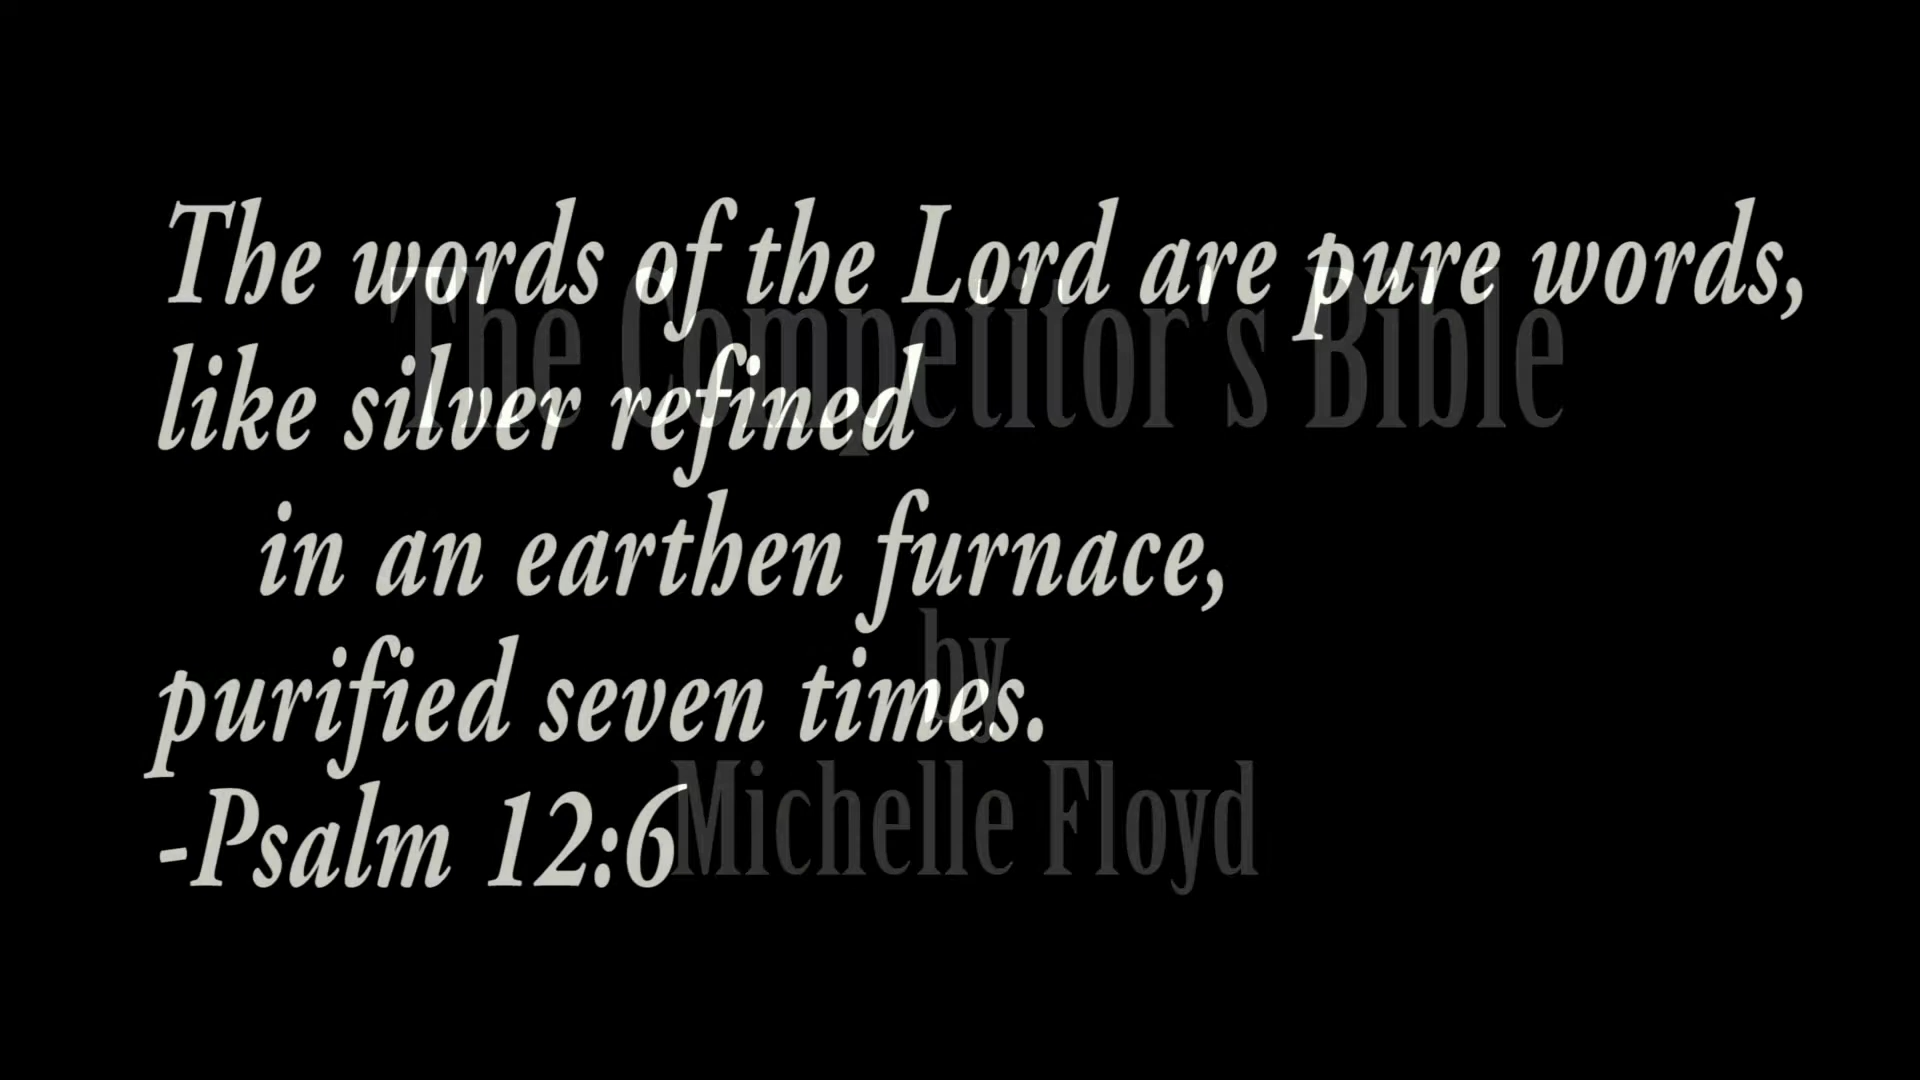 The words of the Lord are pure words,
like silver refined
in an earthen furnace,
purified seven times.
-Psalm 12:6
The Competitor's Bible
by
Michelle Floyd